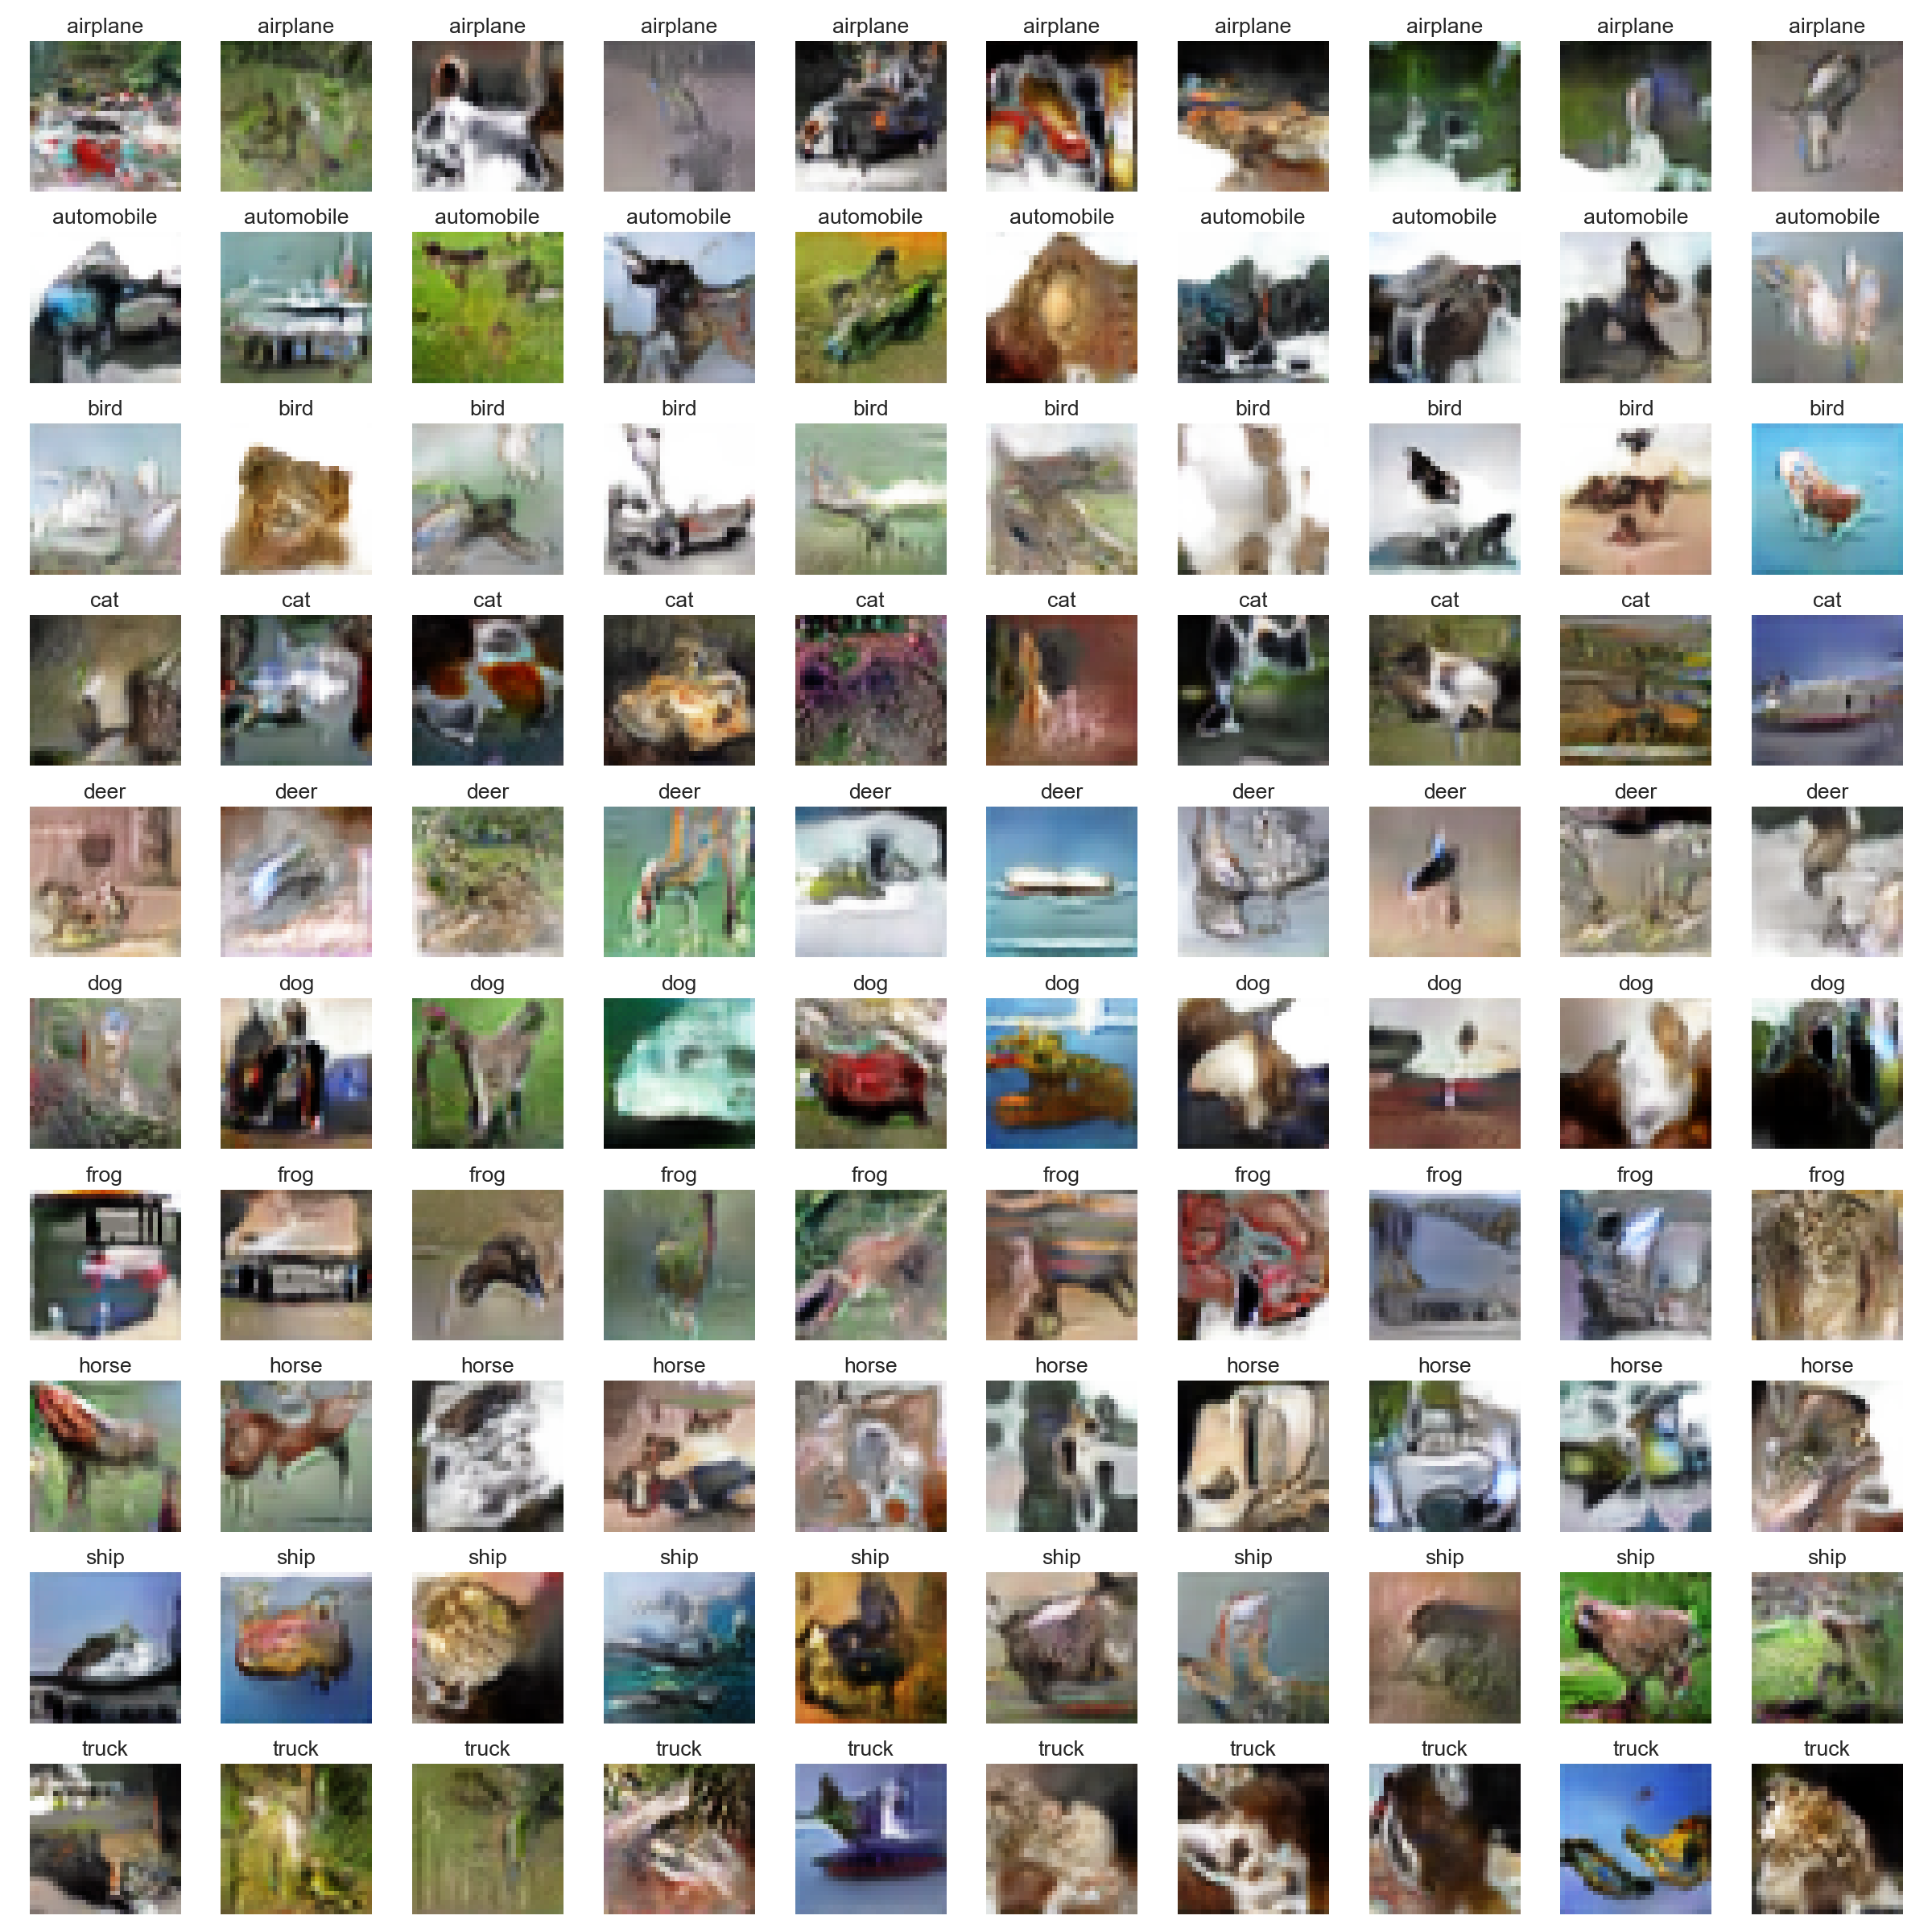 airplane airplane airplane airplane airplane airplane airplane airplane airplane airplane
automobile automobile automobile automobile automobile automobile automobile automobile automobile automobile
bird bird bird bird bird bird bird bird bird bird
cat cat cat cat cat cat cat cat cat cat
deer deer deer deer deer deer deer deer deer deer
dog dog dog dog dog dog dog dog dog dog
frog frog frog frog frog frog frog frog frog frog
horse horse horse horse horse horse horse horse horse horse
ship ship ship ship ship ship ship ship ship ship
truck truck truck truck truck truck truck truck truck truck